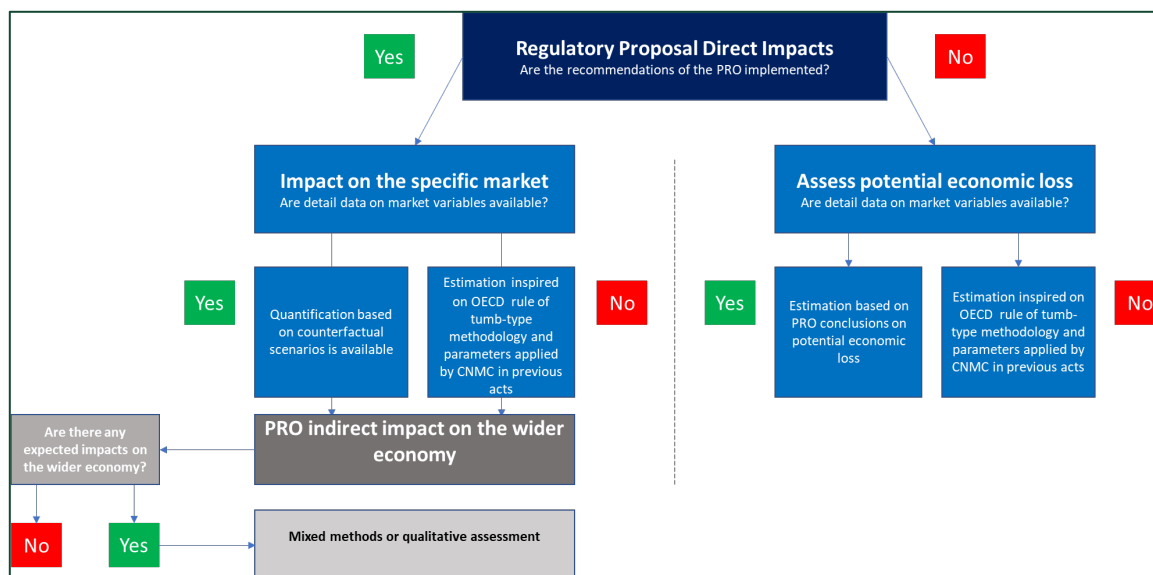 Regulatory Proposal Direct Impacts
Are the recommendations of the PRO implemented?
Yes
No
Impact on the specific market
Are detail data on market variables available?
Assess potential economic loss
Are detail data on market variables available?
Yes
Quantification based
on counterfactual
scenarios is available
Estimation inspired
on OECD rule of
tumb-type
methodology and
parameters applied
by CNMC in previous
acts
No
Yes
Estimation based on
PRO conclusions on
potential economic
loss
Estimation inspired on
OECD rule of tumb-
type methodology and
parameters applied by
CNMC in previous acts
No
Are there any
expected impacts on
the wider economy?
PRO indirect impact on the wider
economy
No
Yes
Mixed methods or qualitative assessment